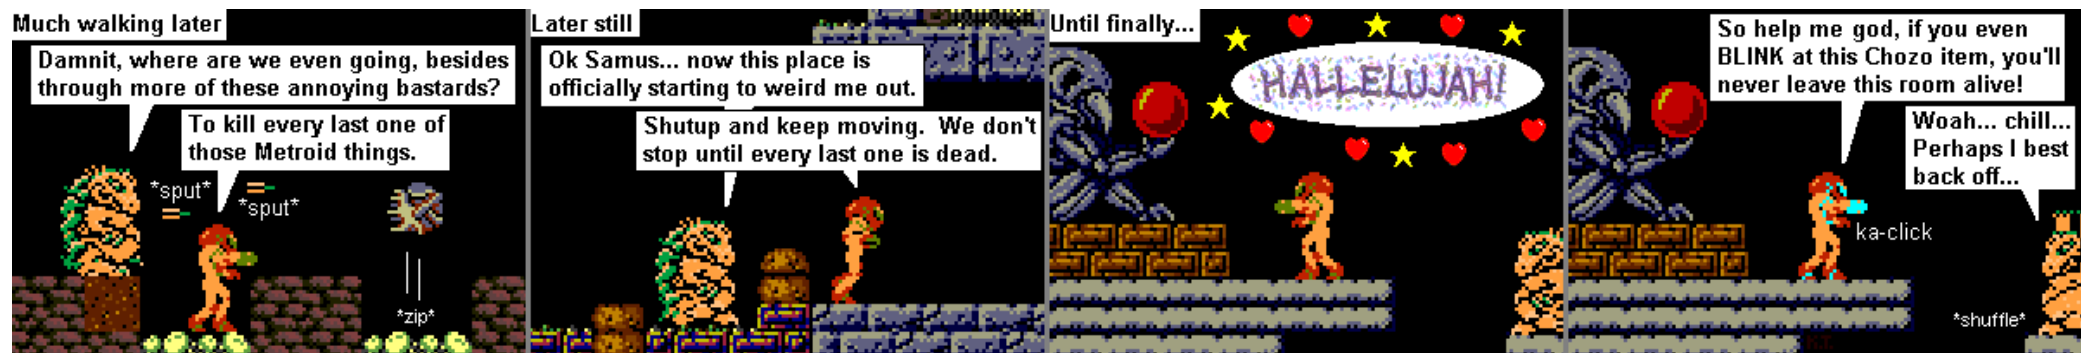 Much walking later
Damnit, where are we even going, besides
through more of these annoying bastards?
To kill every last one of
those Metroid things.
*sput*
*sput*
*zip*
Later still
Ok Samus... now this place is
officially starting to weird me out.
Shutup and keep moving.  We don't
stop until every last one is dead.
Until finally...
HALLELUJAH!
So help me god, if you even
BLINK at this Chozo item, you'll
never leave this room alive!
Woah... chill...
Perhaps I best
back off...
ka-click
*shuffle*